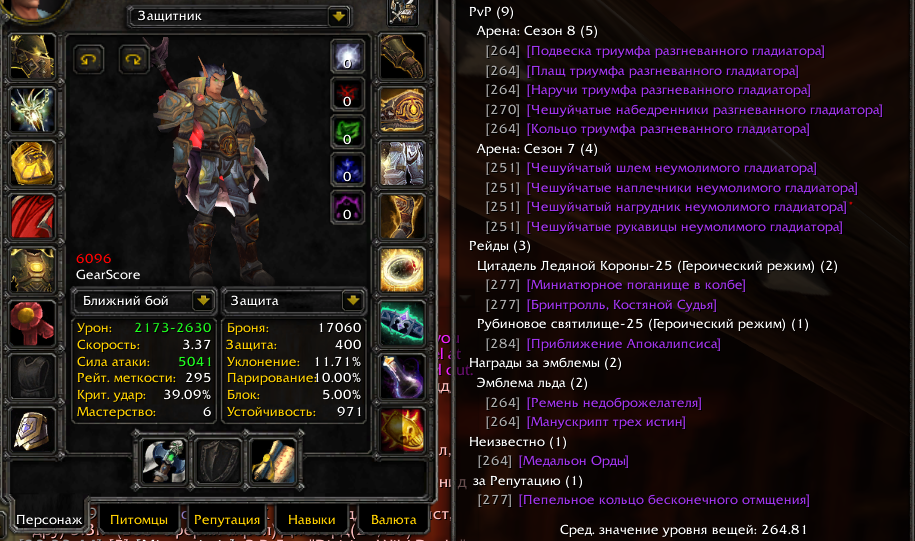 Защитник
0
0
0
0
0
6096
GearScore
Ближний бой
Защита
Урон: 2173-2630
Скорость: 3.37
Сила атаки: 5041
Рейт. меткости: 295
Крит. удар: 39.09%
Мастерство: 6
Броня: 17060
Защита: 400
Уклонение: 11.71%
Парирование: 10.00%
Блок: 5.00%
Устойчивость: 971
Персонаж
Питомцы
Репутация
Навыки
Валюта
PvP (9)
Арена: Сезон 8 (5)
[264] [Подвеска триумфа разгневанного гладиатора]
[264] [Плащ триумфа разгневанного гладиатора]
[264] [Наручи триумфа разгневанного гладиатора]
[270] [Чешуйчатые набедренники разгневанного гладиатора]
[264] [Кольцо триумфа разгневанного гладиатора]
Арена: Сезон 7 (4)
[251] [Чешуйчатый шлем неумолимого гладиатора]
[251] [Чешуйчатые наплечники неумолимого гладиатора]
[251] [Чешуйчатый нагрудник неумолимого гладиатора]*
[251] [Чешуйчатые рукавицы неумолимого гладиатора]
Рейды (3)
Цитадель Ледяной Короны-25 (Героический режим) (2)
[277] [Миниатюрное поганище в колбе]
[277] [Бринтролль, Костяной Судья]
Рубиновое святилище-25 (Героический режим) (1)
[284] [Приближение Апокалипсиса]
Награды за эмблемы (2)
Эмблема льда (2)
[264] [Ремень недоброжелателя]
[264] [Манускрипт трех истин]
Неизвестно (1)
[264] [Медальон Орды]
за Репутацию (1)
[277] [Пепельное кольцо бесконечного отмщения]
Сред. значение уровня вещей: 264.81